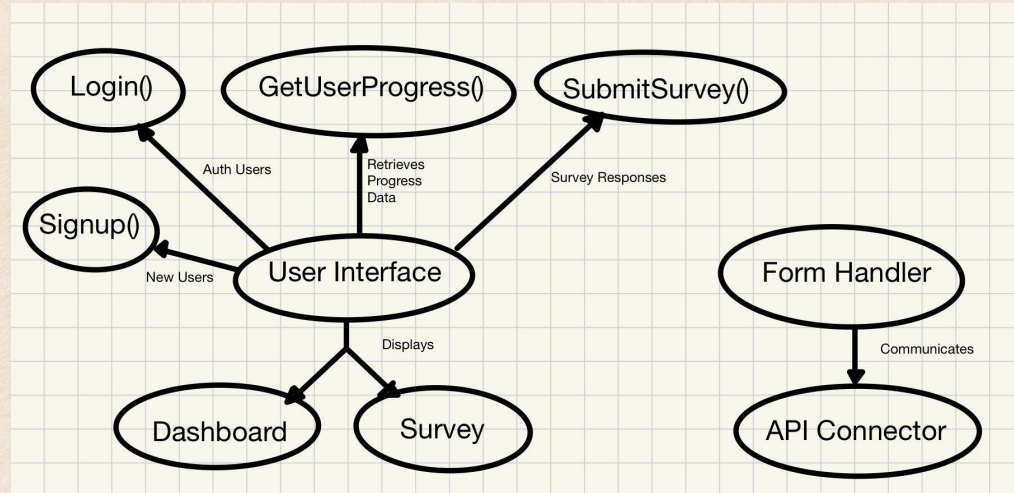 Login()
GetUserProgress()
SubmitSurvey()
Auth Users
Retrieves
Progress
Data
Survey Responses
Signup()
New Users
User Interface
Form Handler
Displays
Communicates
Dashboard
Survey
API Connector